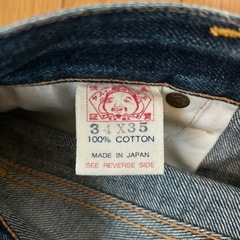 34X35
100% COTTON
MADE IN JAPAN
SEE REVERSE SIDE